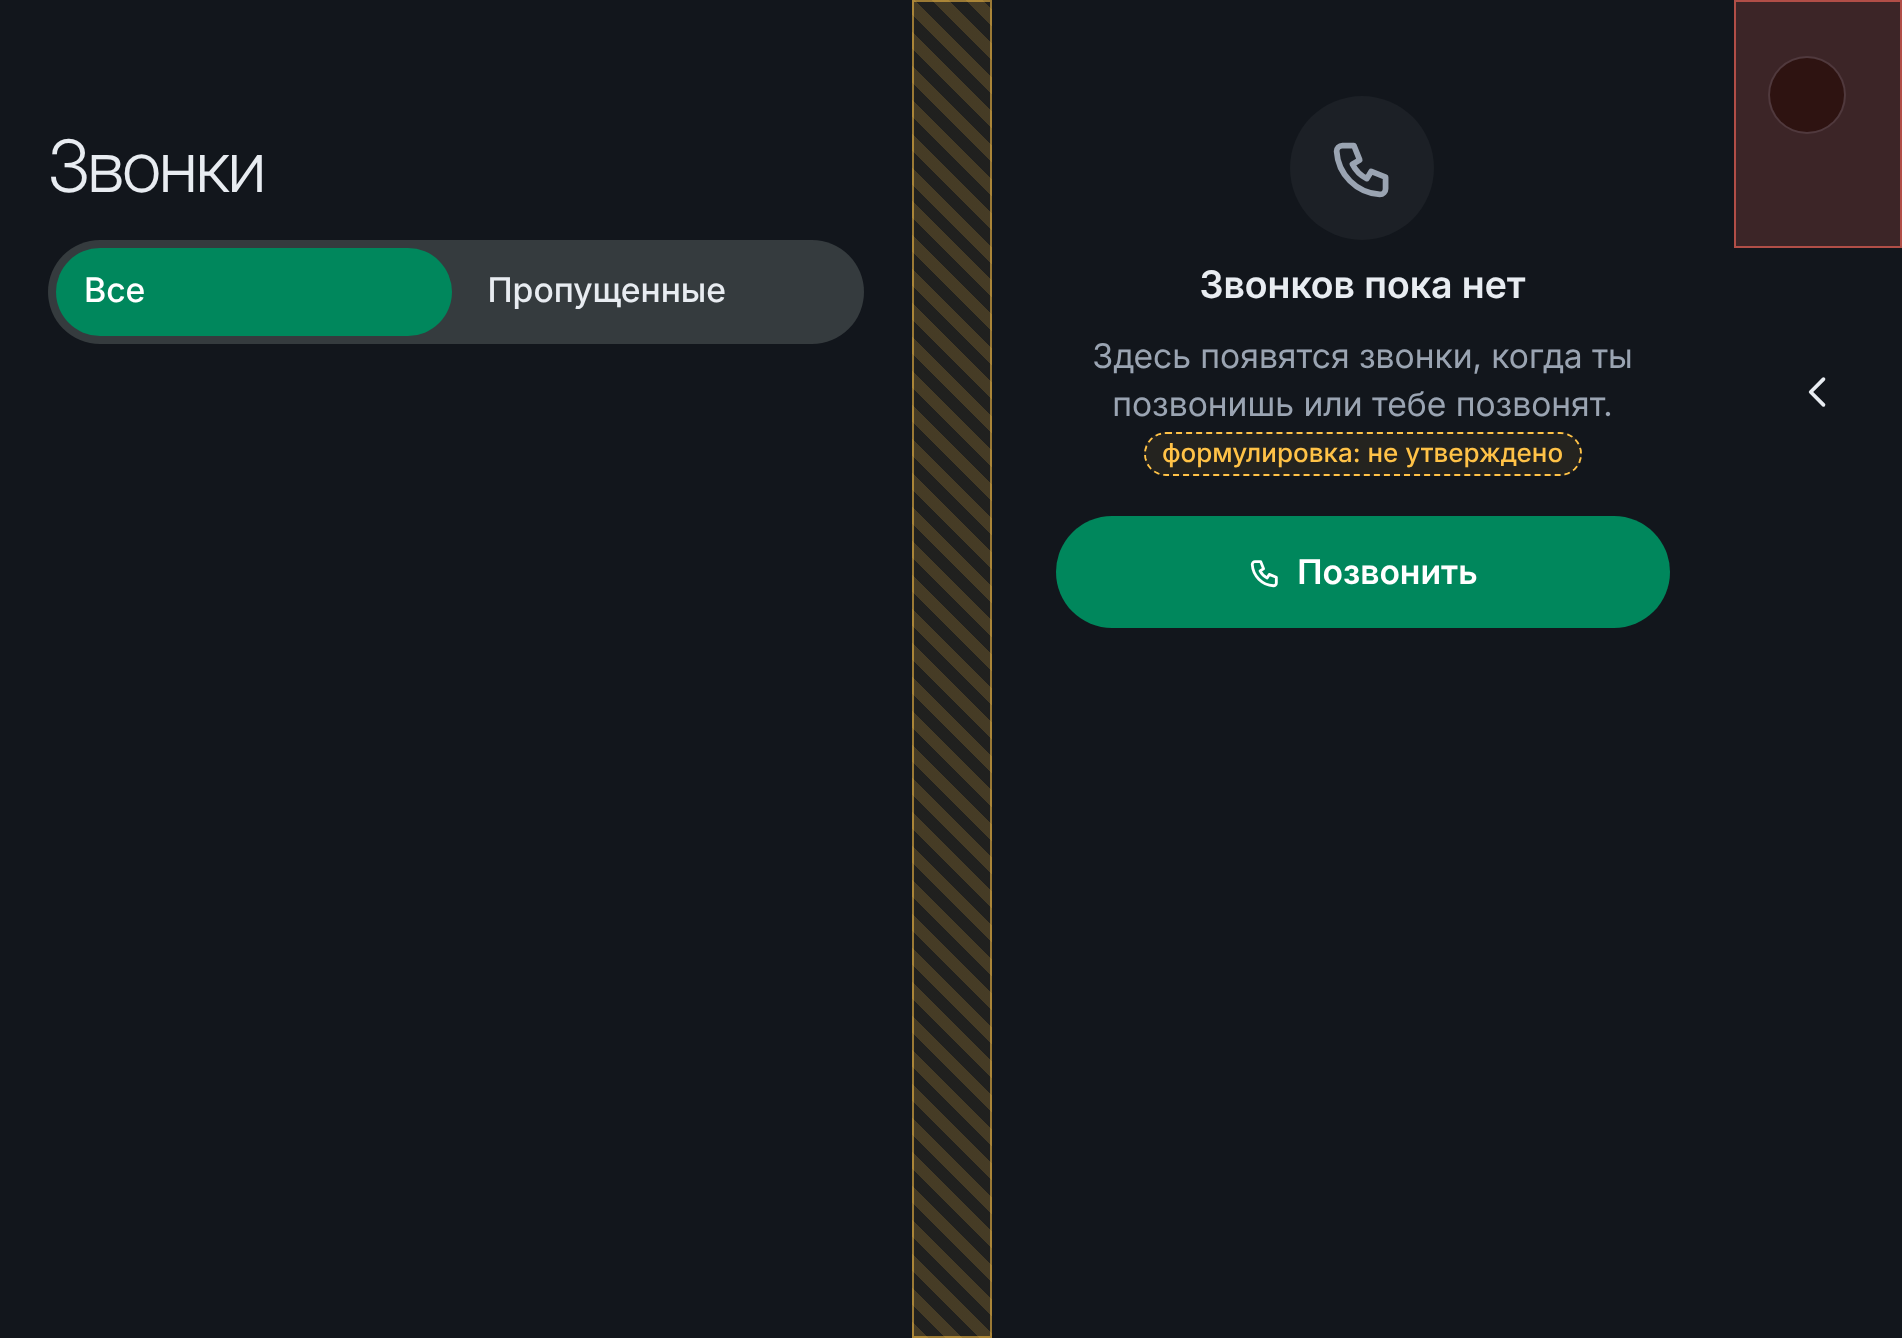 Звонки
Все
Пропущенные
Звонков пока нет
Здесь появятся звонки, когда ты
позвонишь или тебе позвонят.
формулировка: не утверждено
Позвонить